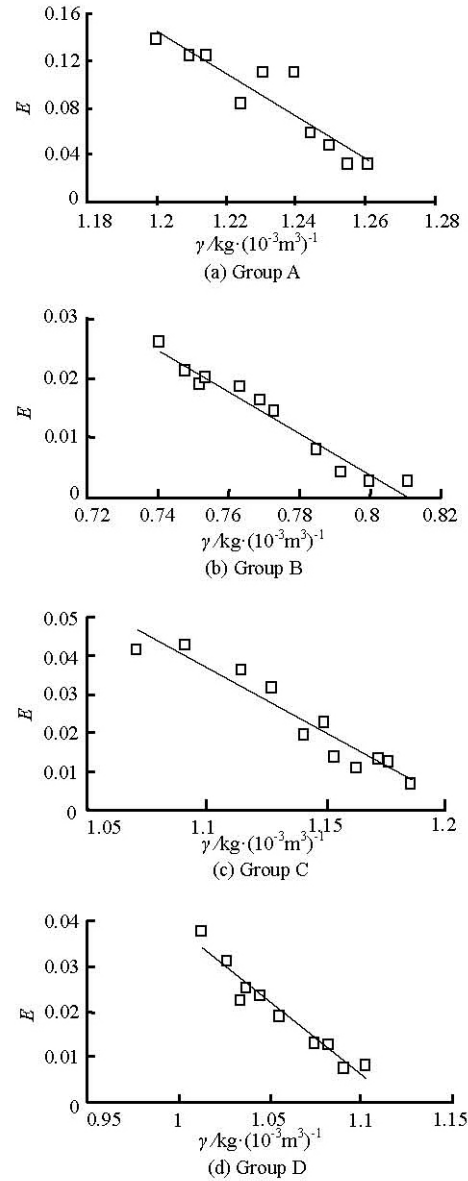 0.16
0.12
0.08
0.04
0
E
1.18 1.2 1.22 1.24 1.26 1.28
γ/kg·(10⁻³m³)⁻¹
(a) Group A
0.03
0.02
0.01
0
E
0.72 0.74 0.76 0.78 0.8 0.82
γ/kg·(10⁻³m³)⁻¹
(b) Group B
0.05
0.04
0.03
0.02
0.01
0
E
1.05 1.1 1.15 1.2
γ/kg·(10⁻³m³)⁻¹
(c) Group C
0.04
0.03
0.02
0.01
0
E
0.95 1 1.05 1.1 1.15
γ/kg·(10⁻³m³)⁻¹
(d) Group D